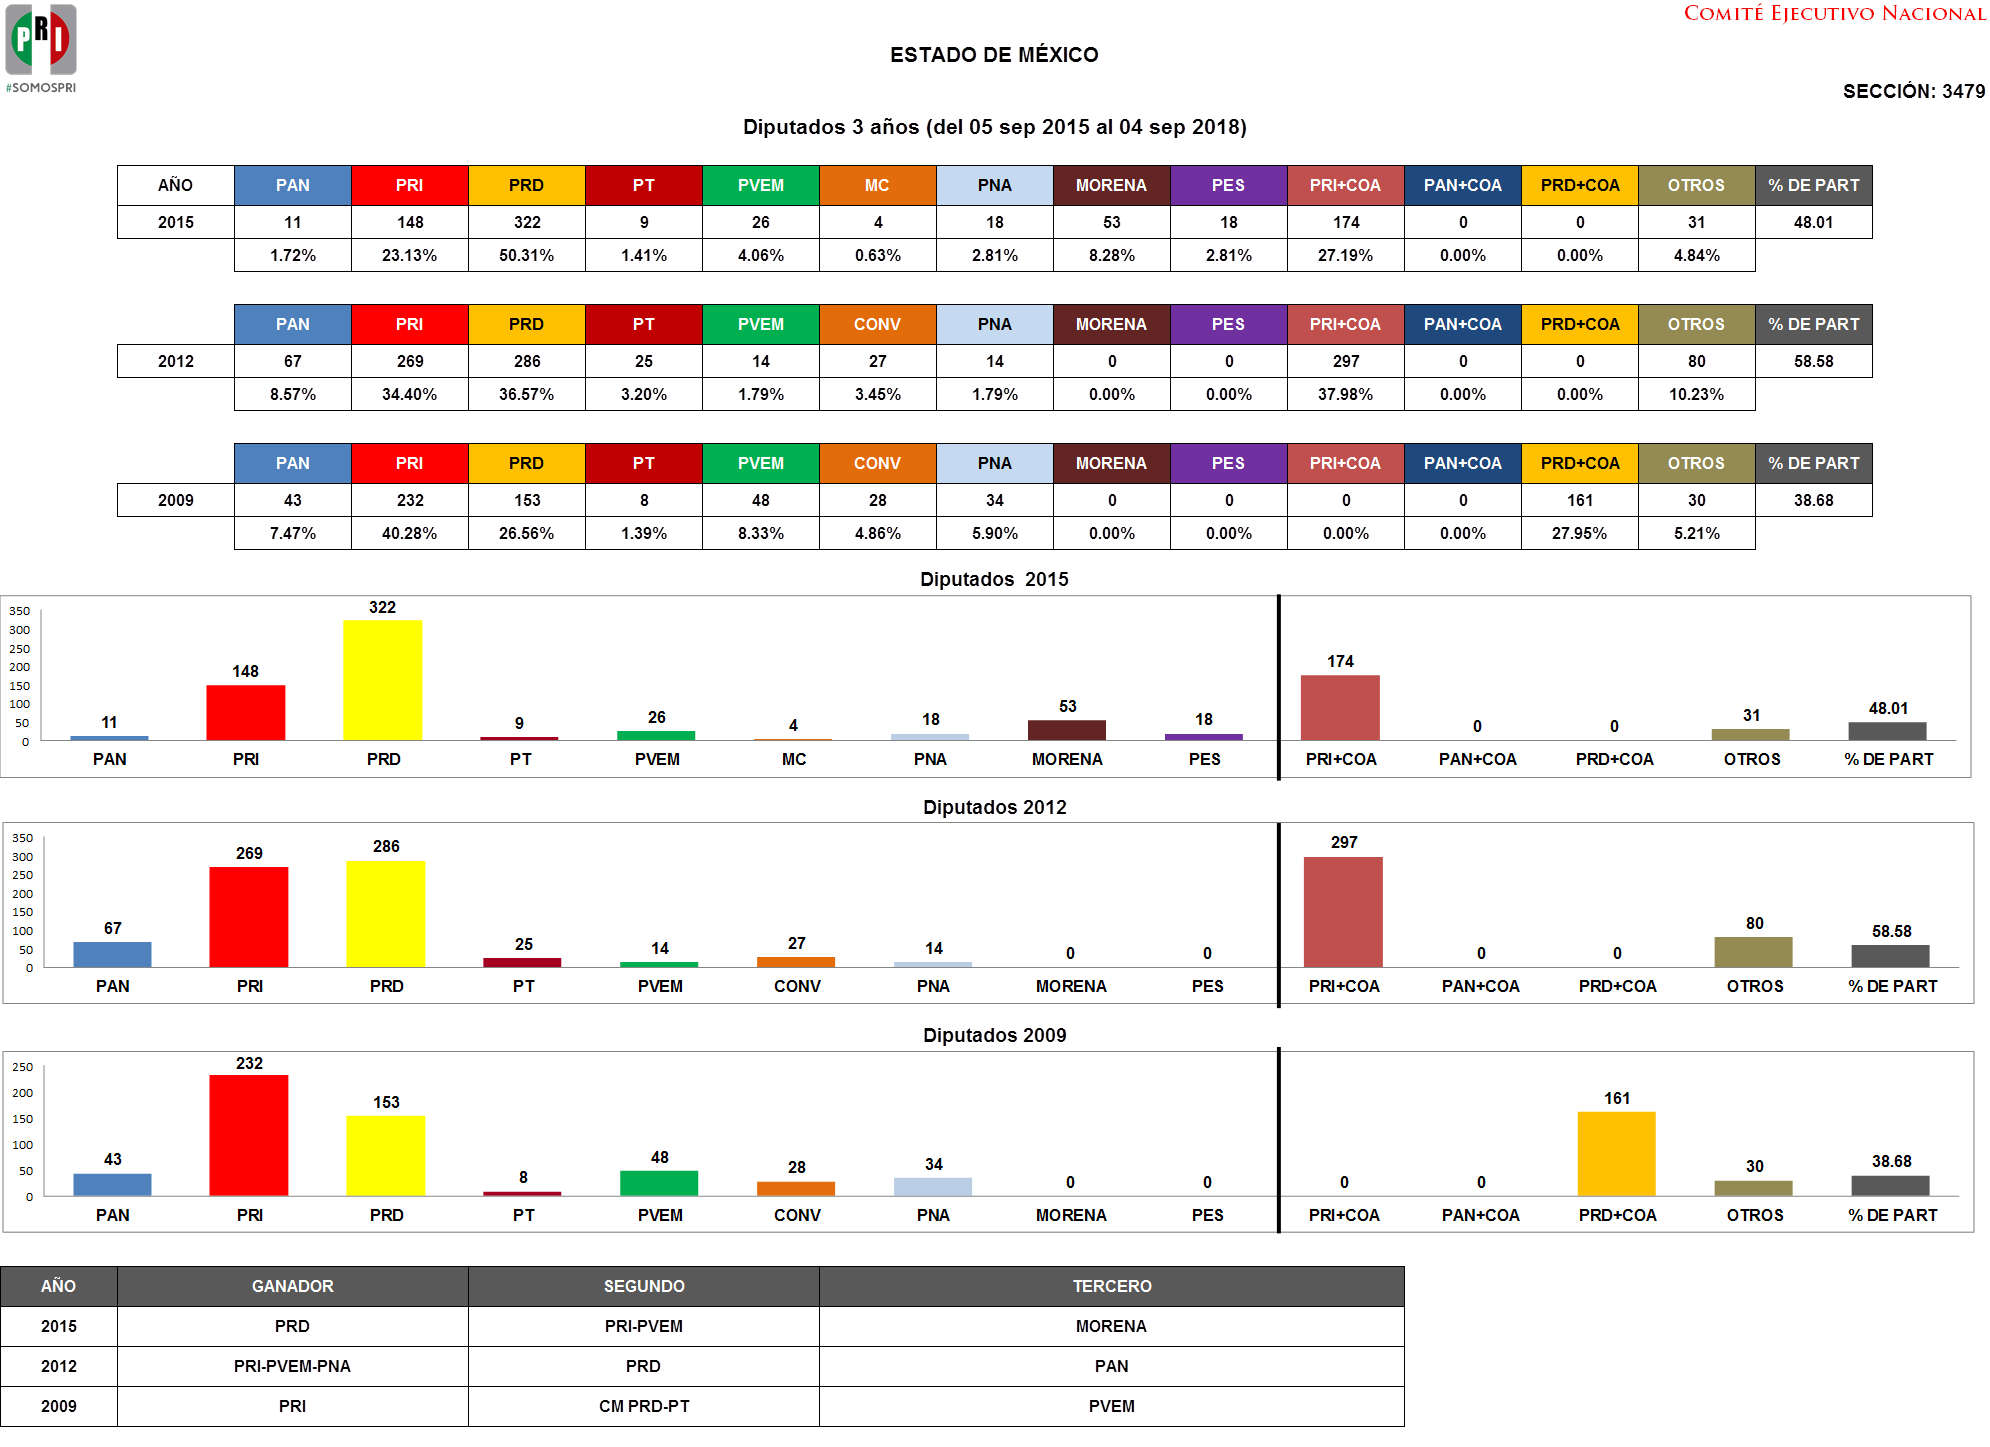 PRI
#SOMOSPRI
COMITÉ EJECUTIVO NACIONAL
ESTADO DE MÉXICO
SECCIÓN: 3479
Diputados 3 años (del 05 sep 2015 al 04 sep 2018)
AÑO PAN PRI PRD PT PVEM MC PNA MORENA PES PRI+COA PAN+COA PRD+COA OTROS % DE PART
2015 11 148 322 9 26 4 18 53 18 174 0 0 31 48.01
1.72% 23.13% 50.31% 1.41% 4.06% 0.63% 2.81% 8.28% 2.81% 27.19% 0.00% 0.00% 4.84%
PAN PRI PRD PT PVEM CONV PNA MORENA PES PRI+COA PAN+COA PRD+COA OTROS % DE PART
2012 67 269 286 25 14 27 14 0 0 297 0 0 80 58.58
8.57% 34.40% 36.57% 3.20% 1.79% 3.45% 1.79% 0.00% 0.00% 37.98% 0.00% 0.00% 10.23%
PAN PRI PRD PT PVEM CONV PNA MORENA PES PRI+COA PAN+COA PRD+COA OTROS % DE PART
2009 43 232 153 8 48 28 34 0 0 0 0 161 30 38.68
7.47% 40.28% 26.56% 1.39% 8.33% 4.86% 5.90% 0.00% 0.00% 0.00% 0.00% 27.95% 5.21%
Diputados 2015
350
300
250
200
150
100
50
0
11 148 322 9 26 4 18 53 18 174 0 0 31 48.01
PAN PRI PRD PT PVEM MC PNA MORENA PES PRI+COA PAN+COA PRD+COA OTROS % DE PART
Diputados 2012
350
300
250
200
150
100
50
0
67 269 286 25 14 27 14 0 0 297 0 0 80 58.58
PAN PRI PRD PT PVEM CONV PNA MORENA PES PRI+COA PAN+COA PRD+COA OTROS % DE PART
Diputados 2009
250
200
150
100
50
0
43 232 153 8 48 28 34 0 0 0 0 161 30 38.68
PAN PRI PRD PT PVEM CONV PNA MORENA PES PRI+COA PAN+COA PRD+COA OTROS % DE PART
AÑO GANADOR SEGUNDO TERCERO
2015 PRD PRI-PVEM MORENA
2012 PRI-PVEM-PNA PRD PAN
2009 PRI CM PRD-PT PVEM